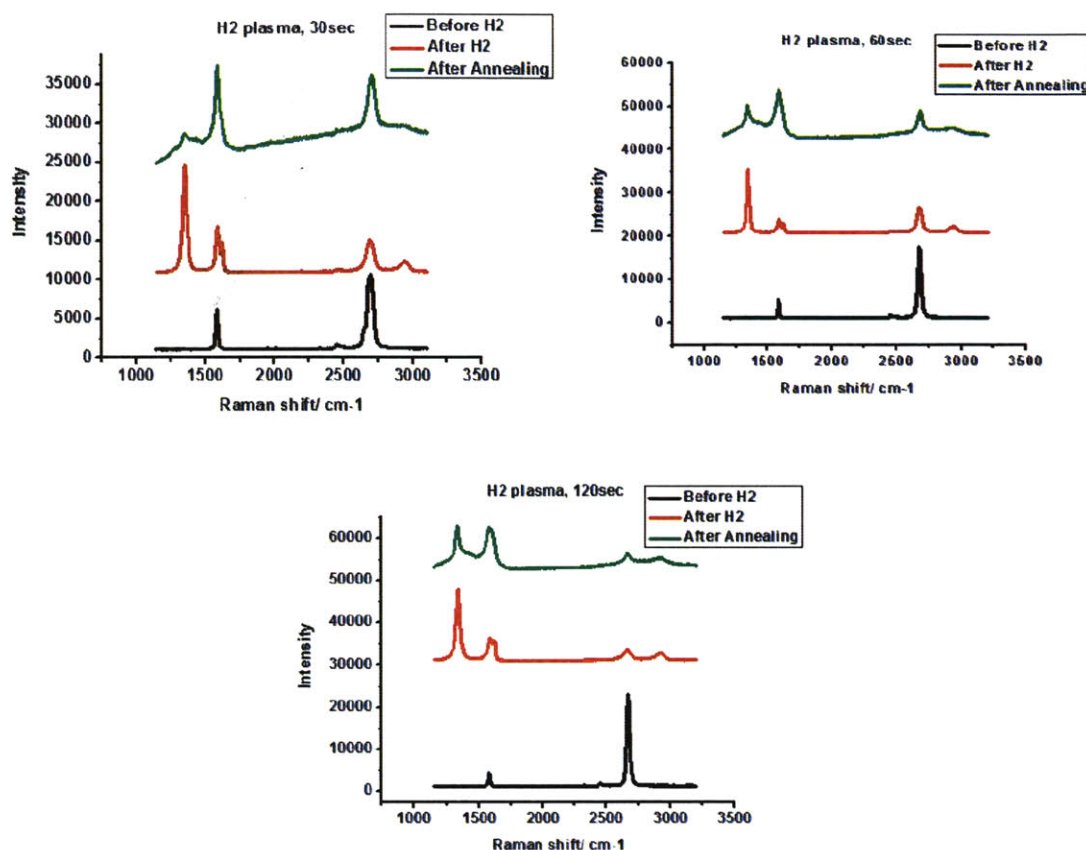 H2 plasma, 30sec
Before H2
After H2
After Annealing
Intensity
35000
30000
25000
20000
15000
10000
5000
0
1000 1500 2000 2500 3000 3500
Raman shift/ cm-1
H2 plasma, 60sec
Before H2
After H2
After Annealing
Intensity
60000
50000
40000
30000
20000
10000
0
1000 1500 2000 2500 3000 3500
Raman shift/ cm-1
H2 plasma, 120sec
Before H2
After H2
After Annealing
Intensity
60000
50000
40000
30000
20000
10000
0
1000 1500 2000 2500 3000 3500
Raman shift/ cm-1